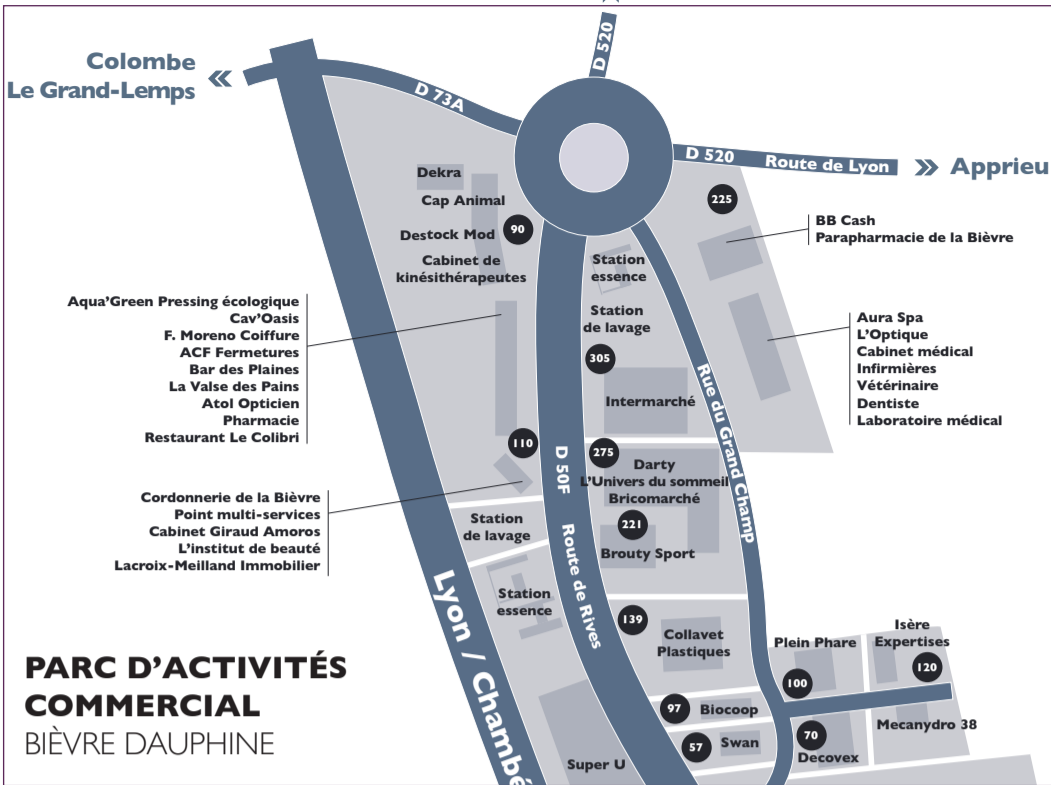 D 520
Colombe
Le Grand-Lemps
D 73A
D 520 Route de Lyon
Apprieu
Dekra
Cap Animal
Destock Mod
90
Cabinet de
kinésithérapeutes
225
BB Cash
Parapharmacie de la Bièvre
Station
essence
Station
de lavage
305
Intermarché
Aqua'Green Pressing écologique
Cav'Oasis
F. Moreno Coiffure
ACF Fermetures
Bar des Plaines
La Valse des Pains
Atol Opticien
Pharmacie
Restaurant Le Colibri
Aura Spa
L'Optique
Cabinet médical
Infirmières
Vétérinaire
Dentiste
Laboratoire médical
Rue du Grand Champ
110
275
Darty
L'Univers du sommeil
Bricomarché
D 50F Route de Rives
Cordonnerie de la Bièvre
Point multi-services
Cabinet Giraud Amoros
L'institut de beauté
Lacroix-Meilland Immobilier
Station
de lavage
221
Brouty Sport
Station
essence
Lyon / Chambé
139
Collavet
Plastiques
Plein Phare
100
Isère
Expertises
120
97
Biocoop
57
Swan
70
Decovex
Mecanydro 38
Super U
PARC D'ACTIVITÉS
COMMERCIAL
BIÈVRE DAUPHINE